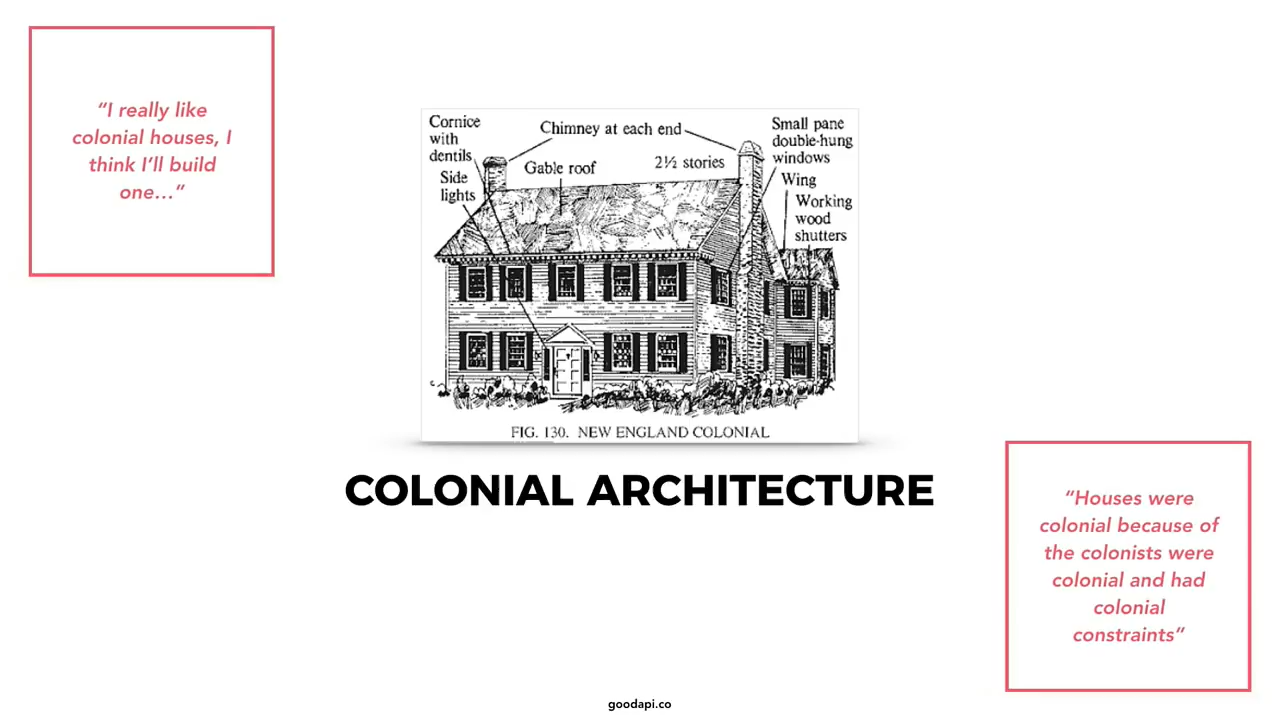 “I really like
colonial houses, I
think I’ll build
one…”
Cornice
with
dentils
Side
lights
Chimney at each end
Gable roof
2½ stories
Small pane
double-hung
windows
Wing
Working
wood
shutters
FIG. 130. NEW ENGLAND COLONIAL
COLONIAL ARCHITECTURE
“Houses were
colonial because of
the colonists were
colonial and had
colonial
constraints”
goodapi.co